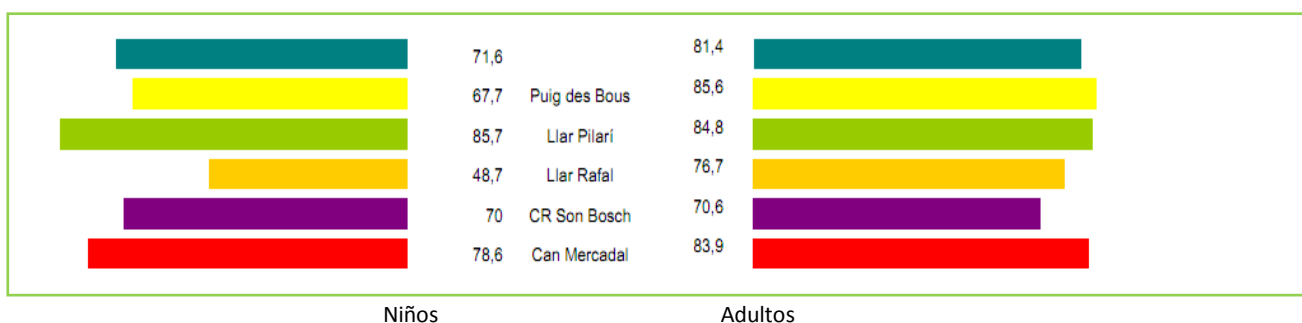 71,6 81,4
67,7 Puig des Bous 85,6
85,7 Llar Pilarí 84,8
48,7 Llar Rafal 76,7
70 CR Son Bosch 70,6
78,6 Can Mercadal 83,9
Niños Adultos